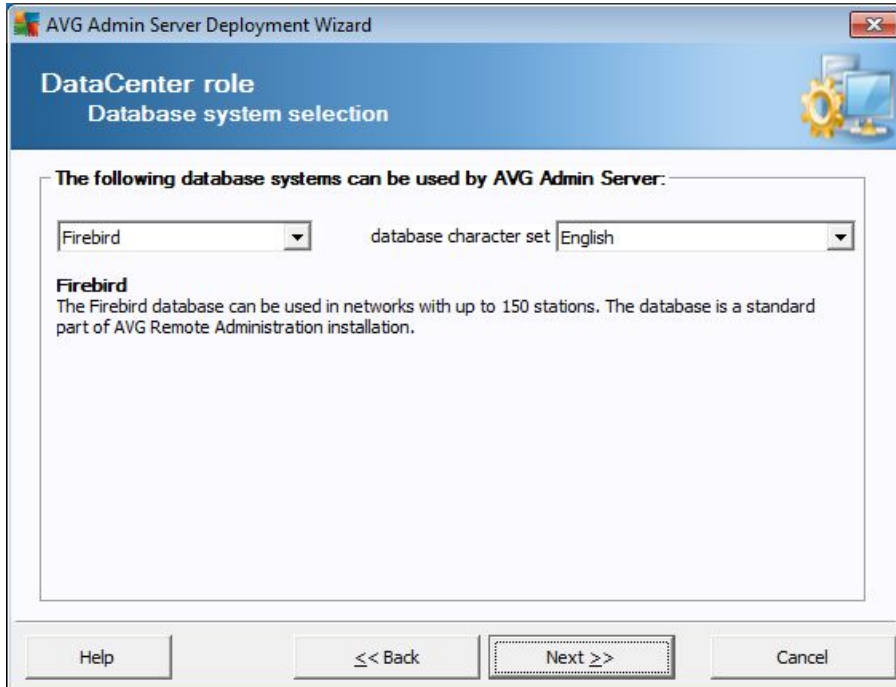 AVG Admin Server Deployment Wizard
DataCenter role
Database system selection
The following database systems can be used by AVG Admin Server:
Firebird
database character set English
Firebird
The Firebird database can be used in networks with up to 150 stations. The database is a standard
part of AVG Remote Administration installation.
Help
<< Back
Next >>
Cancel